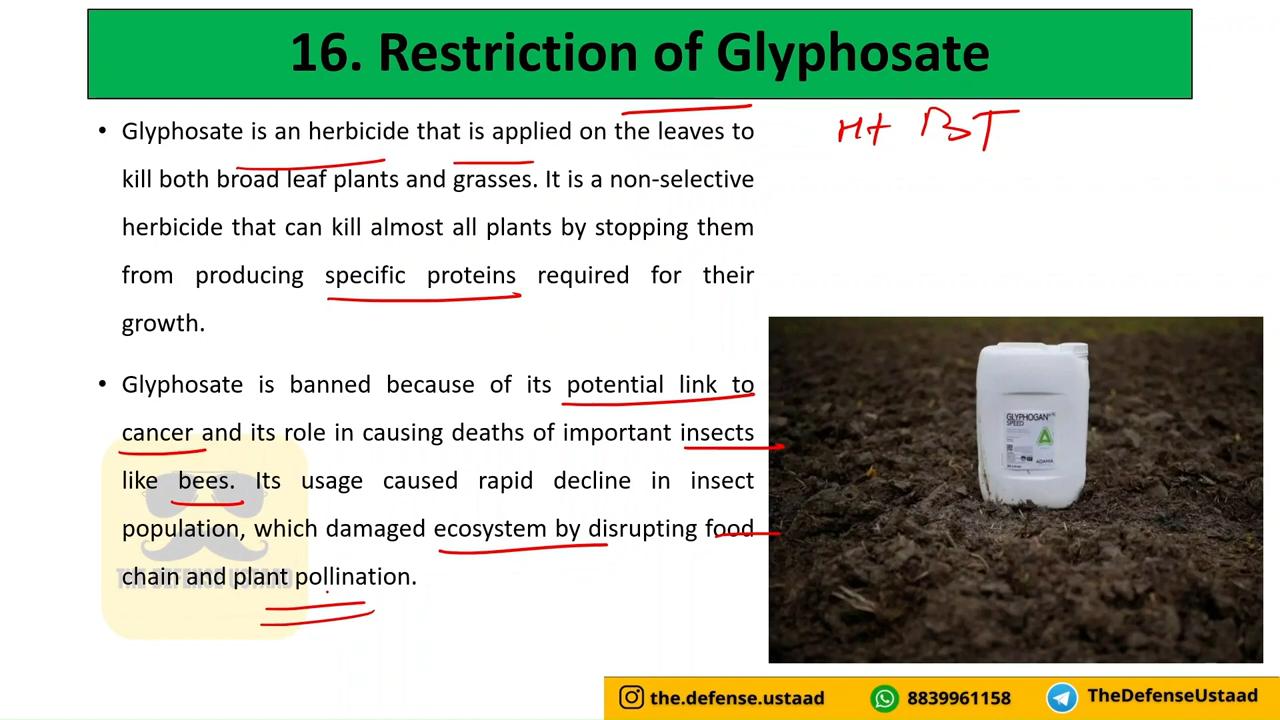 16. Restriction of Glyphosate
• Glyphosate is an herbicide that is applied on the leaves to
kill both broad leaf plants and grasses. It is a non-selective
herbicide that can kill almost all plants by stopping them
from producing specific proteins required for their
growth.
• Glyphosate is banned because of its potential link to
cancer and its role in causing deaths of important insects
like bees. Its usage caused rapid decline in insect
population, which damaged ecosystem by disrupting food
chain and plant pollination.
Ht BT
GLYPHOGAN
SPEED
ADAMA
THE DEFENSE USTAAD
the.defense.ustaad
8839961158
TheDefenseUstaad